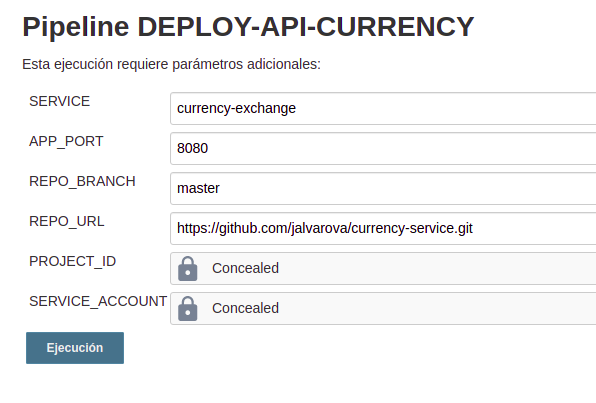 Pipeline DEPLOY-API-CURRENCY
Esta ejecución requiere parámetros adicionales:
SERVICE currency-exchange
APP_PORT 8080
REPO_BRANCH master
REPO_URL https://github.com/jalvarova/currency-service.git
PROJECT_ID Concealed
SERVICE_ACCOUNT Concealed
Ejecución